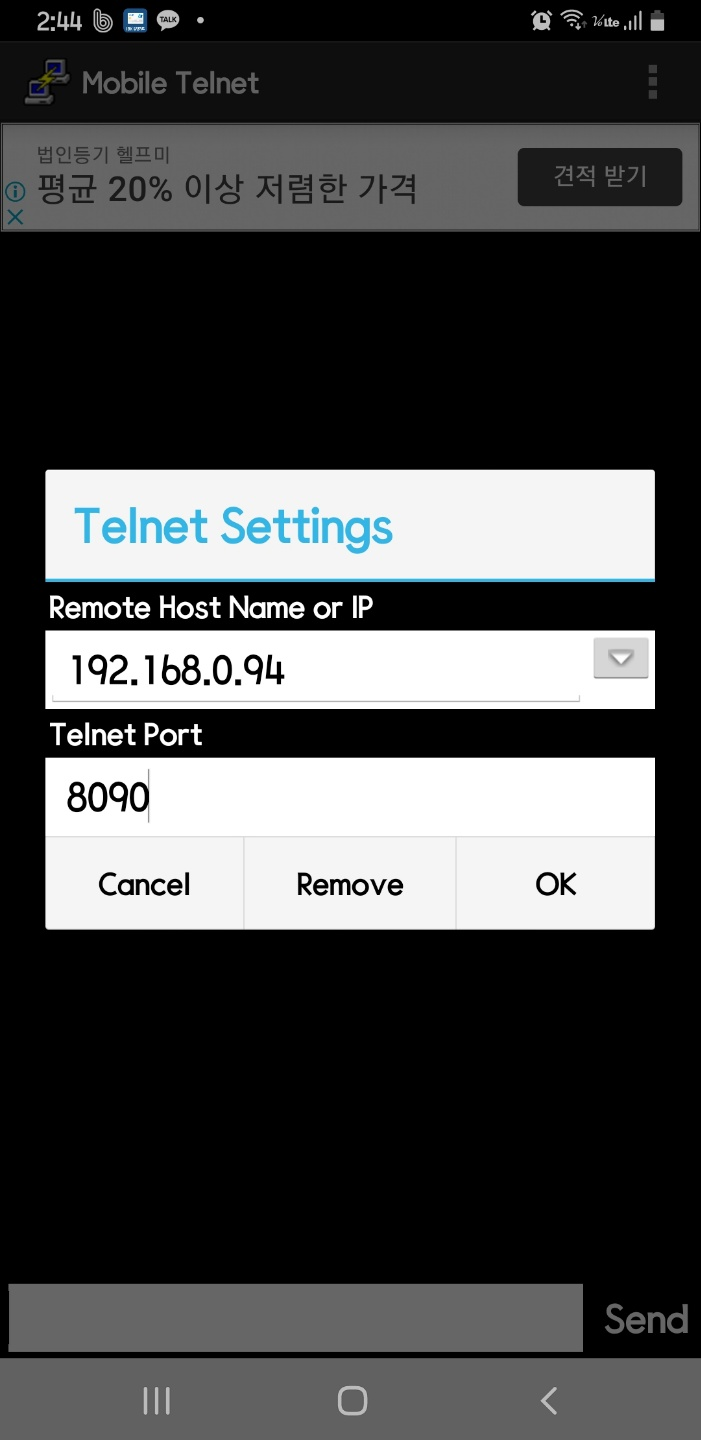 2:44
TALK
Mobile Telnet
법인등기 헬프미
평균 20% 이상 저렴한 가격
견적 받기
Telnet Settings
Remote Host Name or IP
192.168.0.94
Telnet Port
8090
Cancel
Remove
OK
Send